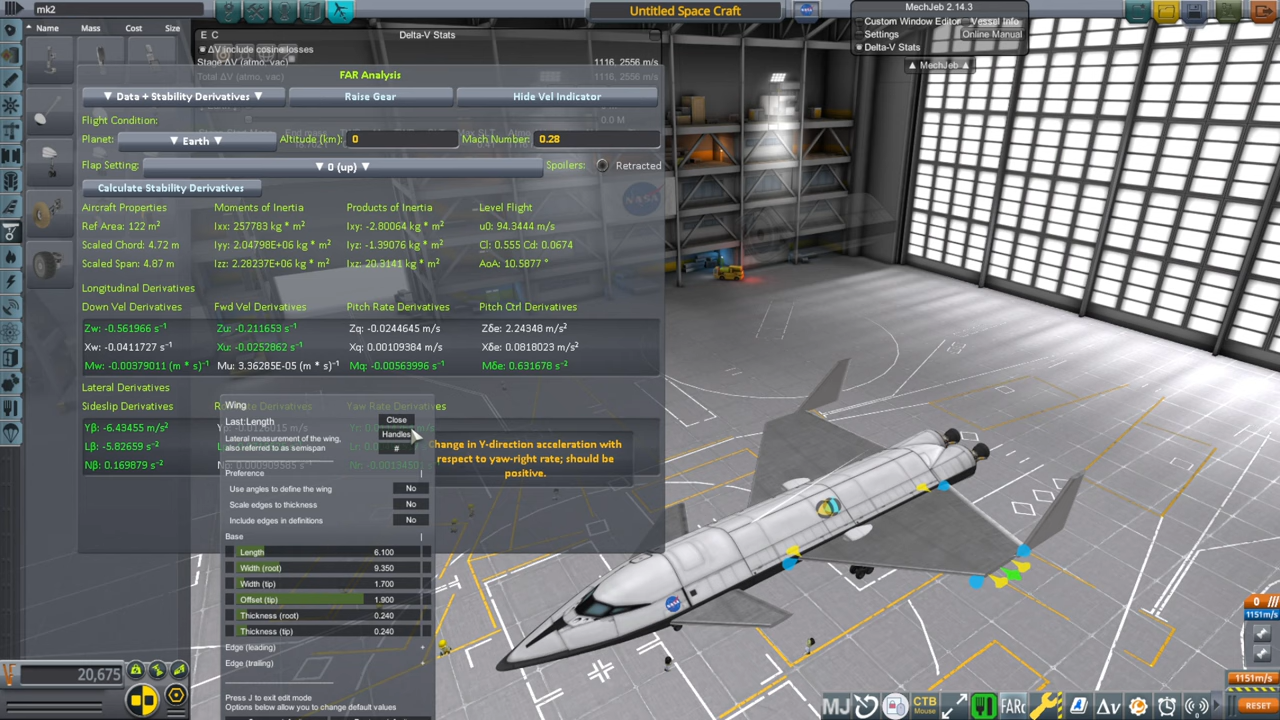 mk2
Untitled Space Craft
MechJeb 2.14.3
Custom Window Editor
Vessel Info
Settings
Online Manual
Delta-V Stats
▲ MechJeb ▲
Name Mass Cost Size
E C
Delta-V Stats
ΔV include cosine losses
Stage ΔV (atmo, vac) 1116, 2556 m/s
Total ΔV (atmo, vac) 1116, 2556 m/s
FAR Analysis
▼ Data + Stability Derivatives ▼
Raise Gear
Hide Vel Indicator
Flight Condition:
Planet: ▼ Earth ▼ Altitude (km): 0 Mach Number: 0.28
Flap Setting: ▼ 0 (up) ▼ Spoilers: Retracted
Calculate Stability Derivatives
Aircraft Properties Moments of Inertia Products of Inertia Level Flight
Ref Area: 122 m² Ixx: 257783 kg * m² Ixy: -2.80064 kg * m² u0: 94.3444 m/s
Scaled Chord: 4.72 m Iyy: 2.04798E+06 kg * m² Iyz: -1.39076 kg * m² Cl: 0.555 Cd: 0.0674
Scaled Span: 4.87 m Izz: 2.28237E+06 kg * m² Ixz: 20.3141 kg * m² AoA: 10.5877 °
Longitudinal Derivatives
Down Vel Derivatives Fwd Vel Derivatives Pitch Rate Derivatives Pitch Ctrl Derivatives
Zw: -0.561966 s⁻¹ Zu: -0.211653 s⁻¹ Zq: -0.0244645 m/s Zδe: 2.24348 m/s²
Xw: -0.0411727 s⁻¹ Xu: -0.0252862 s⁻¹ Xq: 0.00109384 m/s Xδe: 0.0818023 m/s²
Mw: -0.00379011 (m * s)⁻¹ Mu: 3.36285E-05 (m * s)⁻¹ Mq: -0.00563996 s⁻¹ Mδe: 0.631678 s⁻²
Lateral Derivatives
Sideslip Derivatives Yaw Rate Derivatives
Yβ: -6.43455 m/s²
Lβ: -5.82659 s⁻²
Nβ: 0.169879 s⁻²
Change in Y-direction acceleration with
respect to yaw-right rate; should be
positive.
Wing
Last: Length
Lateral measurement of the wing,
also referred to as semispan
Close
Handles
#
Preference
Use angles to define the wing No
Scale edges to thickness No
Include edges in definitions No
Base
Length 6.100
Width (root) 9.350
Width (tip) 1.700
Offset (tip) 1.900
Thickness (root) 0.240
Thickness (tip) 0.240
Edge (leading)
Edge (trailing)
Press J to exit edit mode
Options below allow you to change default values
20,675
0
1151m/s
1151m/s
RESET
MJ
CTB
Mouse
FARc
Δv